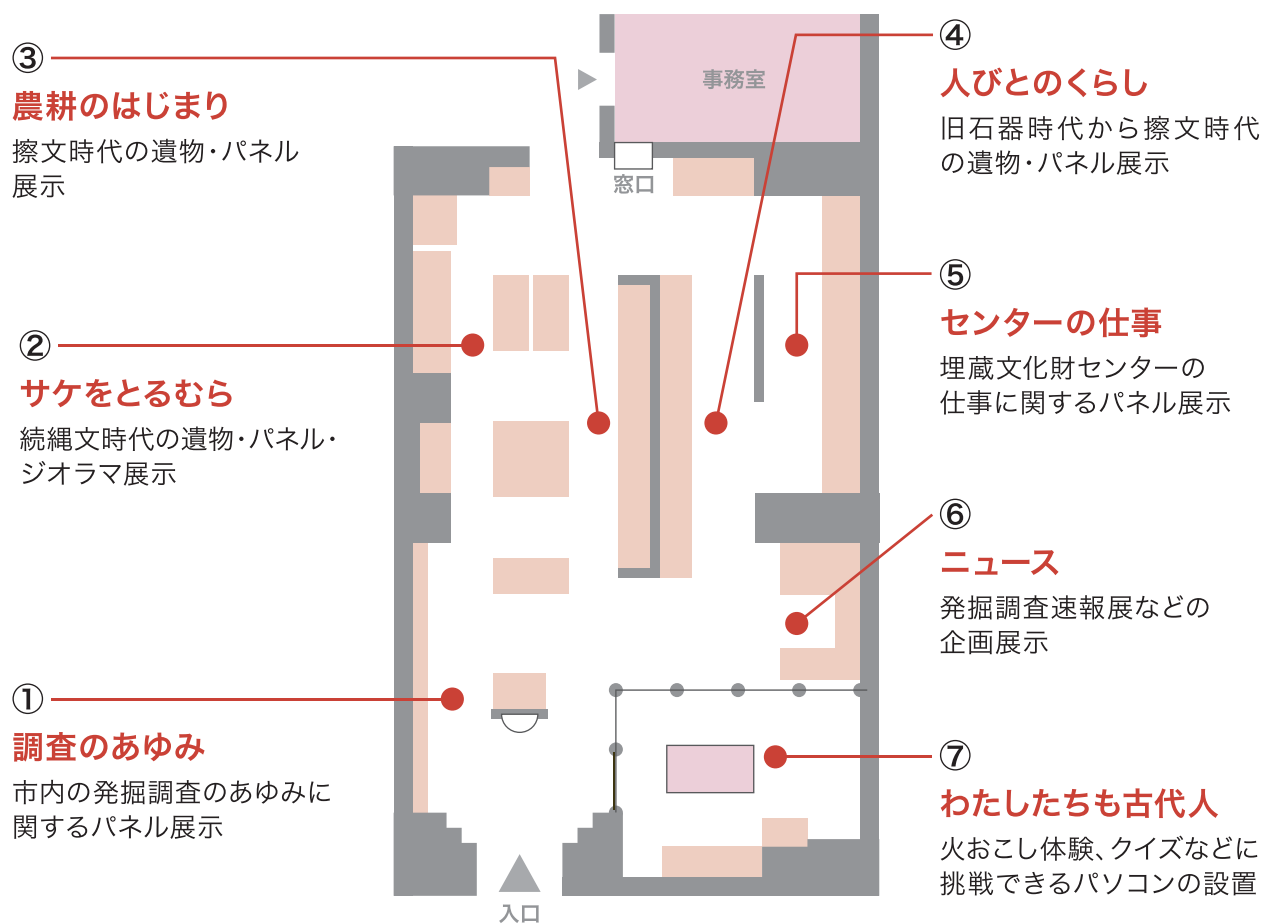 ③
農耕のはじまり
擦文時代の遺物・パネル
展示
②
サケをとるむら
続縄文時代の遺物・パネル・
ジオラマ展示
①
調査のあゆみ
市内の発掘調査のあゆみに
関するパネル展示
事務室
窓口
入口
④
人びとのくらし
旧石器時代から擦文時代
の遺物・パネル展示
⑤
センターの仕事
埋蔵文化財センターの
仕事に関するパネル展示
⑥
ニュース
発掘調査速報展などの
企画展示
⑦
わたしたちも古代人
火おこし体験、クイズなどに
挑戦できるパソコンの設置